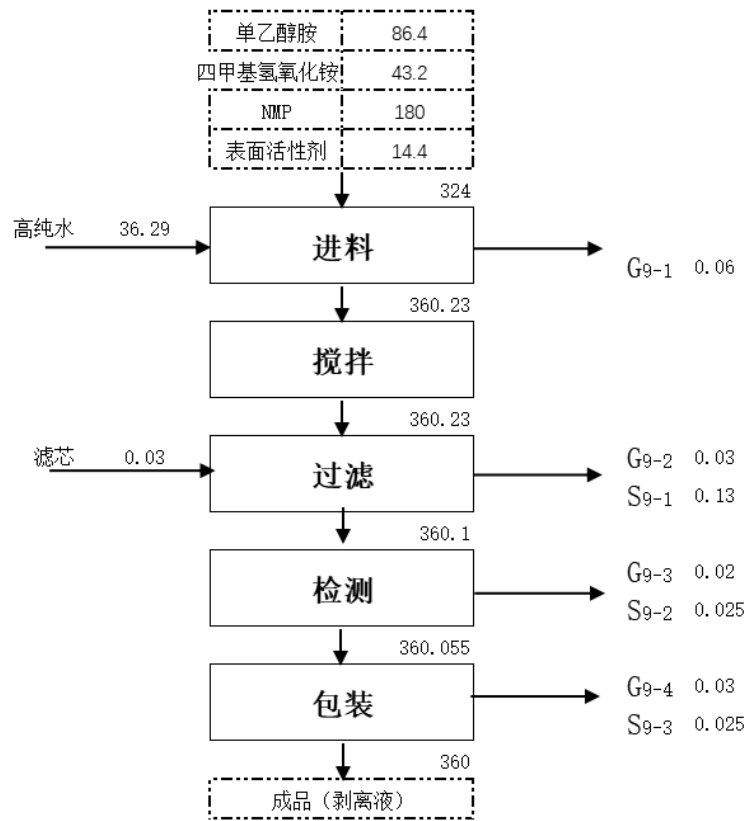 单乙醇胺 86.4
四甲基氢氧化铵 43.2
NMP 180
表面活性剂 14.4
324
高纯水 36.29
进料
G9-1 0.06
360.23
搅拌
360.23
滤芯 0.03
过滤
G9-2 0.03
S9-1 0.13
360.1
检测
G9-3 0.02
S9-2 0.025
360.055
包装
G9-4 0.03
S9-3 0.025
360
成品（剥离液）